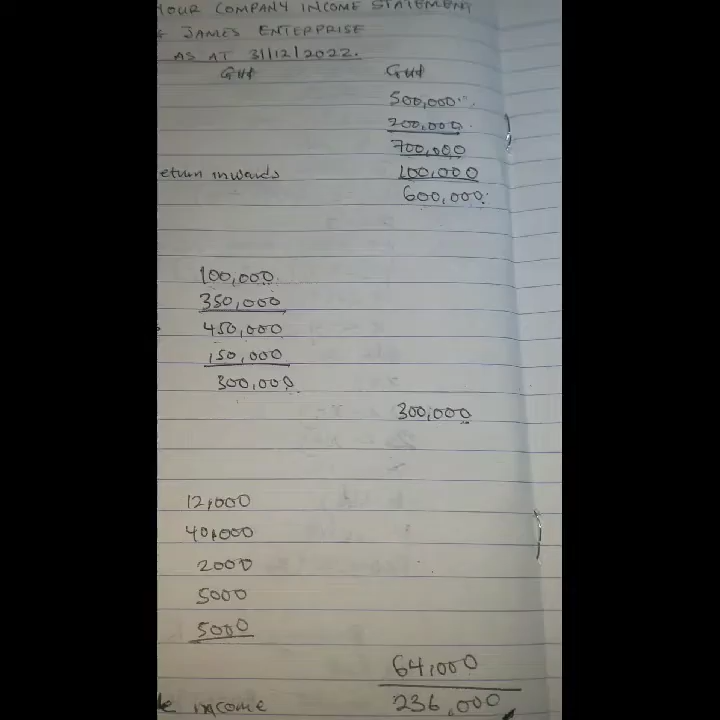 YOUR COMPANY INCOME STATEMENT
& JAMES ENTERPRISE
AS AT 31/12/2022.
GH¢ GH¢
500,000
200,000
700,000
eturn inwards 100,000
600,000
100,000
350,000
450,000
150,000
300,000
300,000
12,000
40,000
2000
5000
5000
64,000
income 236,000